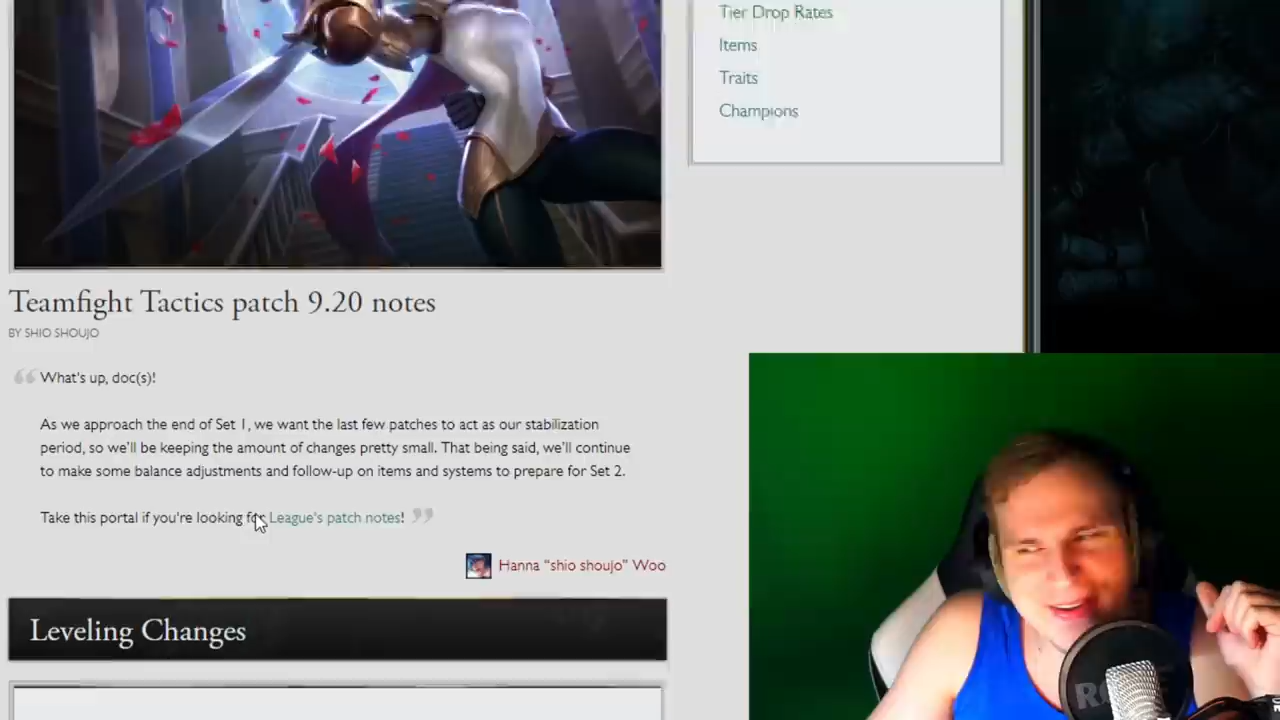 Tier Drop Rates
Items
Traits
Champions
Teamfight Tactics patch 9.20 notes
BY SHIO SHOUJO
What's up, doc(s)!
As we approach the end of Set 1, we want the last few patches to act as our stabilization
period, so we'll be keeping the amount of changes pretty small. That being said, we'll continue
to make some balance adjustments and follow-up on items and systems to prepare for Set 2.
Take this portal if you're looking for League's patch notes!
Hanna "shio shoujo" Woo
Leveling Changes